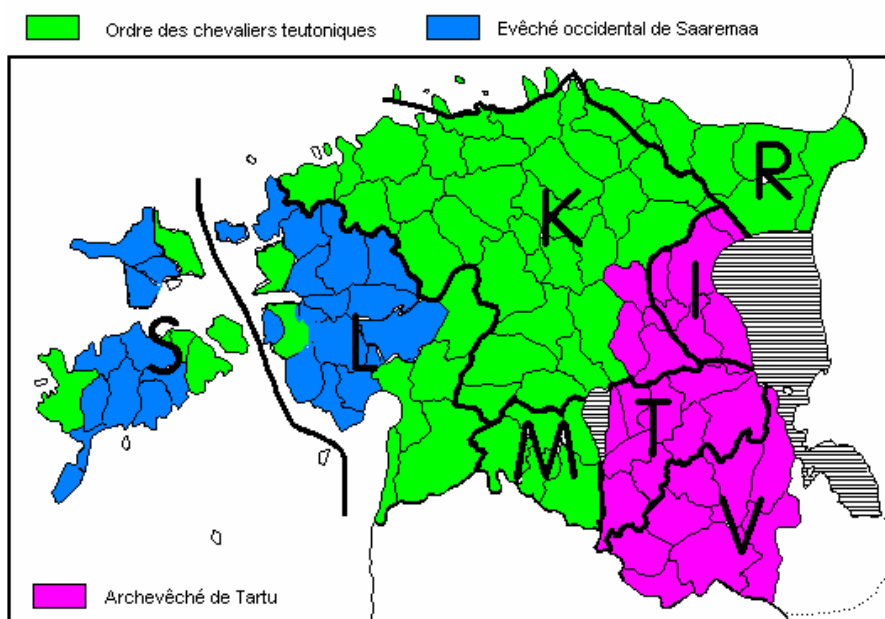 Ordre des chevaliers teutoniques
Evêché occidental de Saaremaa
R
K
I
S
L
T
M
V
Archevêché de Tartu